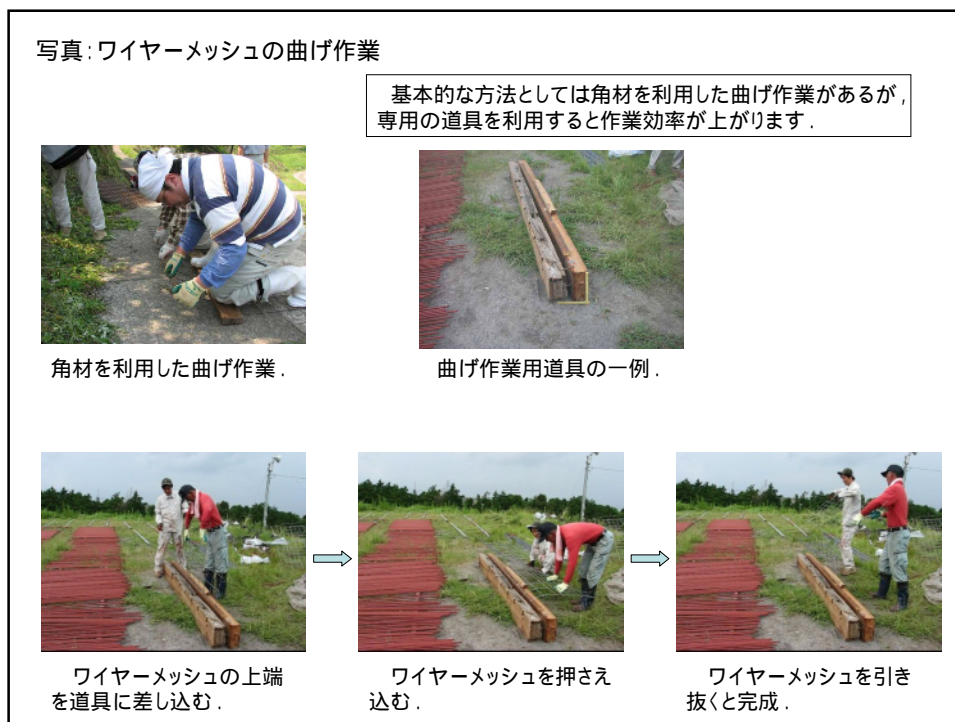 写真:ワイヤーメッシュの曲げ作業
基本的な方法としては角材を利用した曲げ作業があるが,
専用の道具を利用すると作業効率が上がります.
角材を利用した曲げ作業.
曲げ作業用道具の一例.
ワイヤーメッシュの上端
を道具に差し込む.
ワイヤーメッシュを押さえ
込む.
ワイヤーメッシュを引き
抜くと完成.